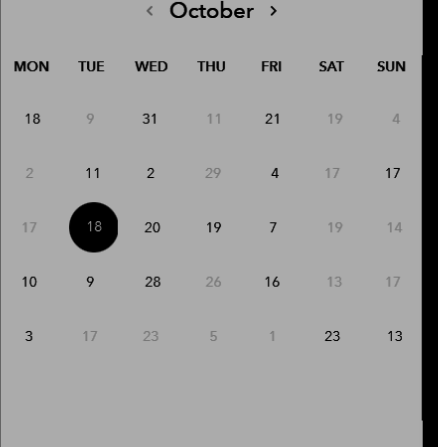 ‹ October ›
MON TUE WED THU FRI SAT SUN
18 9 31 11 21 19 4
2 11 2 29 4 17 17
17 18 20 19 7 19 14
10 9 28 26 16 13 17
3 17 23 5 1 23 13